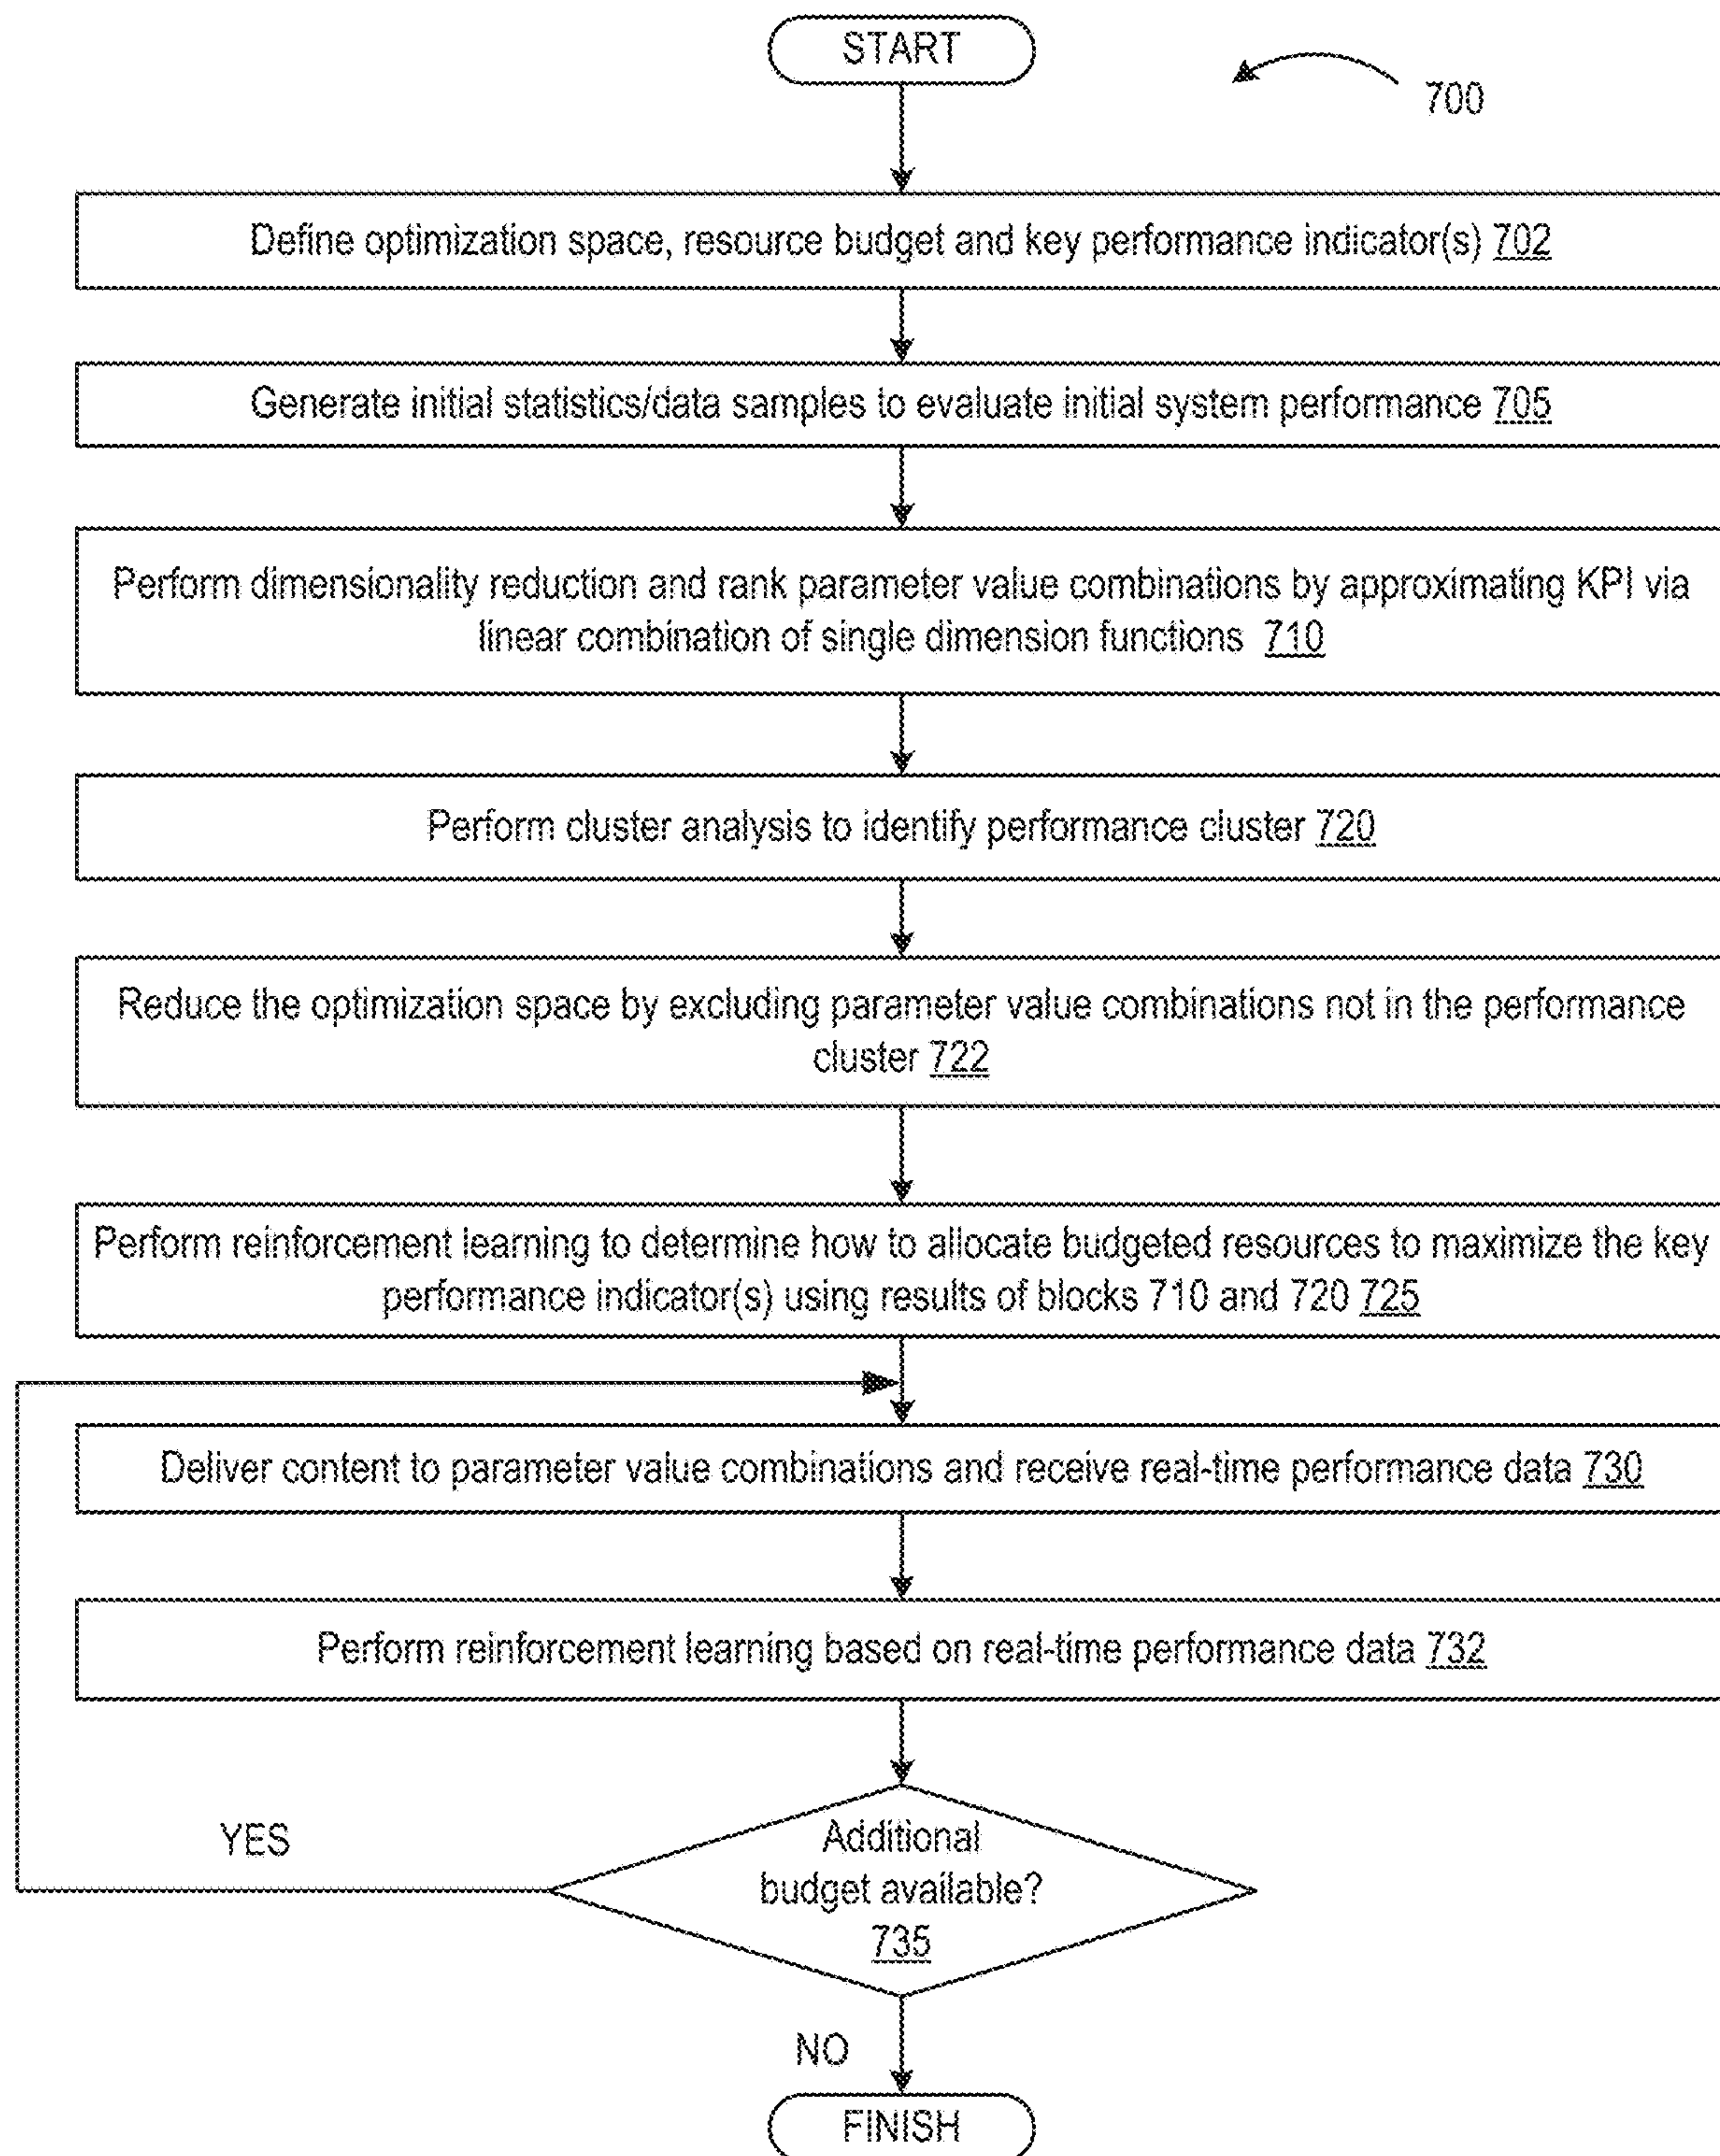 START
700
Define optimization space, resource budget and key performance indicator(s) 702
Generate initial statistics/data samples to evaluate initial system performance 705
Perform dimensionality reduction and rank parameter value combinations by approximating KPI via
linear combination of single dimension functions 710
Perform cluster analysis to identify performance cluster 720
Reduce the optimization space by excluding parameter value combinations not in the performance
cluster 722
Perform reinforcement learning to determine how to allocate budgeted resources to maximize the key
performance indicator(s) using results of blocks 710 and 720 725
Deliver content to parameter value combinations and receive real-time performance data 730
Perform reinforcement learning based on real-time performance data 732
YES
Additional
budget available?
735
NO
FINISH